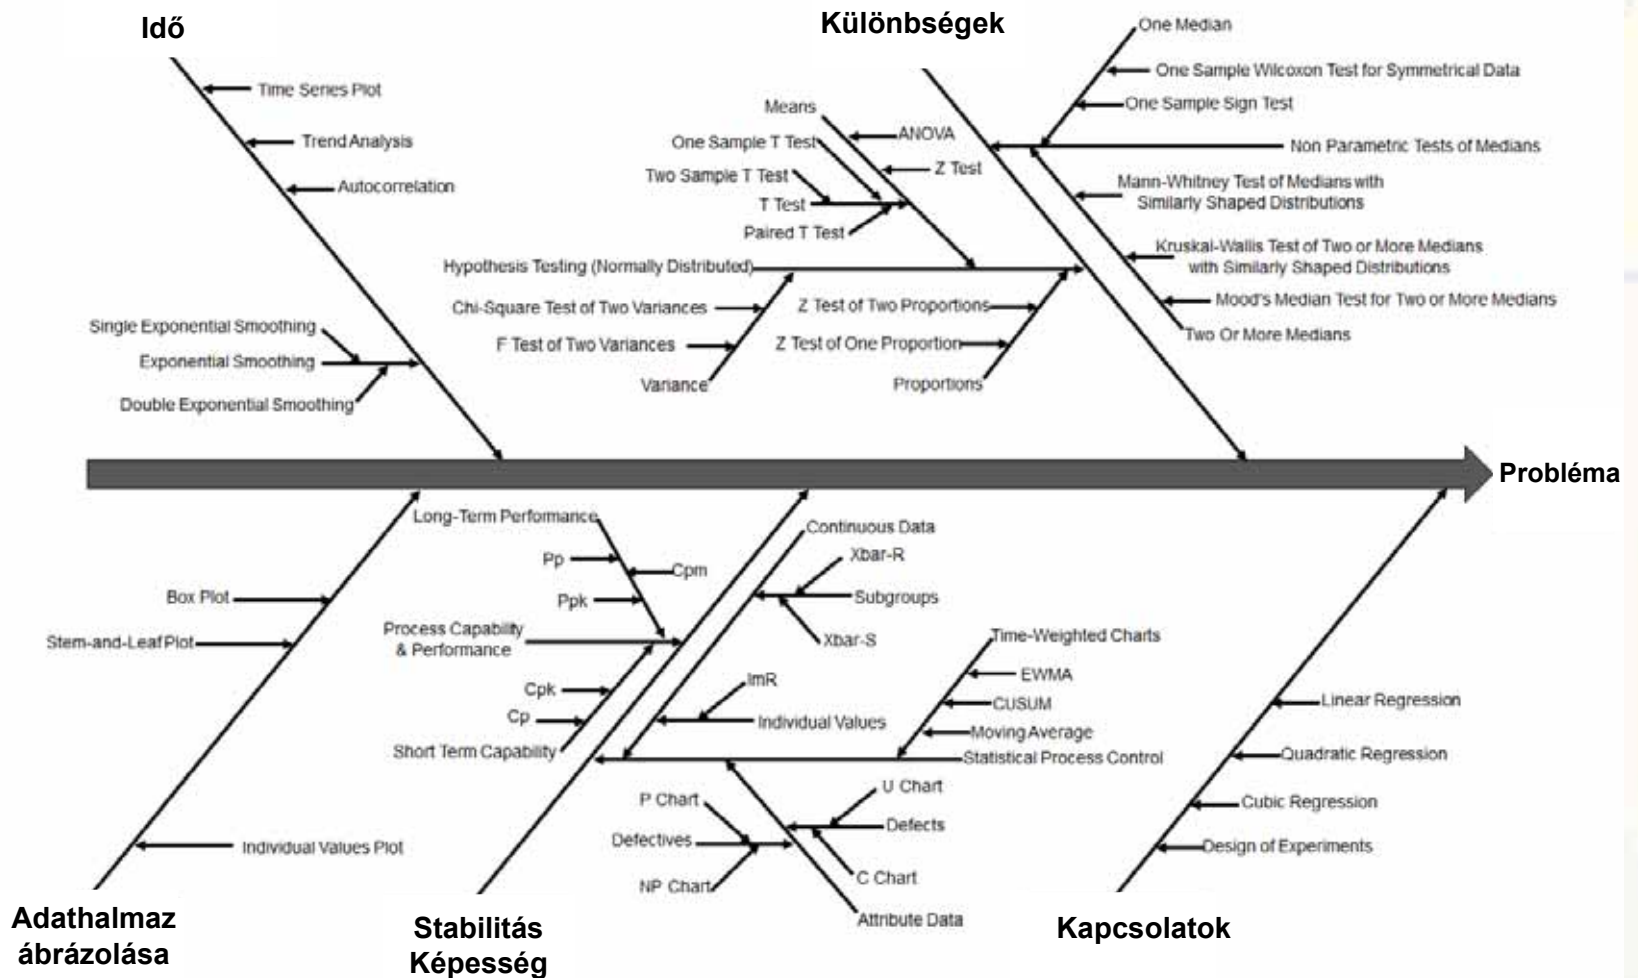 Idő
Time Series Plot
Trend Analysis
Autocorrelation
Single Exponential Smoothing
Exponential Smoothing
Double Exponential Smoothing
Különbségek
Means
ANOVA
One Sample T Test
Z Test
Two Sample T Test
T Test
Paired T Test
Hypothesis Testing (Normally Distributed)
Chi-Square Test of Two Variances
F Test of Two Variances
Variance
Z Test of Two Proportions
Z Test of One Proportion
Proportions
One Median
One Sample Wilcoxon Test for Symmetrical Data
One Sample Sign Test
Non Parametric Tests of Medians
Mann-Whitney Test of Medians with
Similarly Shaped Distributions
Kruskal-Wallis Test of Two or More Medians
with Similarly Shaped Distributions
Mood's Median Test for Two or More Medians
Two Or More Medians
Probléma
Box Plot
Stem-and-Leaf Plot
Individual Values Plot
Adathalmaz
ábrázolása
Long-Term Performance
Pp
Cpm
Ppk
Process Capability
& Performance
Cpk
Cp
Short Term Capability
Continuous Data
Xbar-R
Subgroups
Xbar-S
ImR
Individual Values
Time-Weighted Charts
EWMA
CUSUM
Moving Average
Statistical Process Control
P Chart
Defectives
NP Chart
U Chart
Defects
C Chart
Attribute Data
Stabilitás
Képesség
Linear Regression
Quadratic Regression
Cubic Regression
Design of Experiments
Kapcsolatok